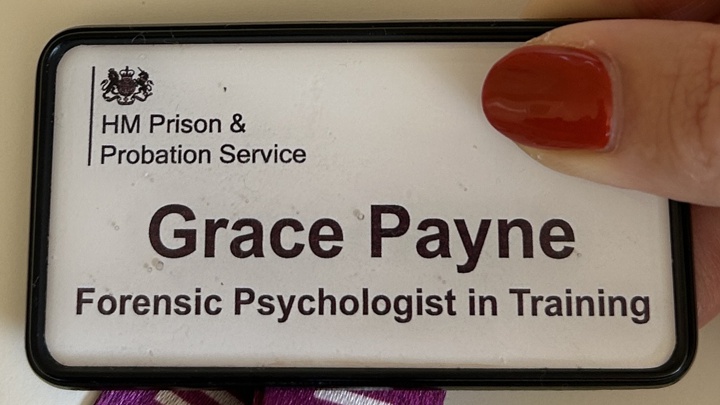 HM Prison &
Probation Service
Grace Payne
Forensic Psychologist in Training